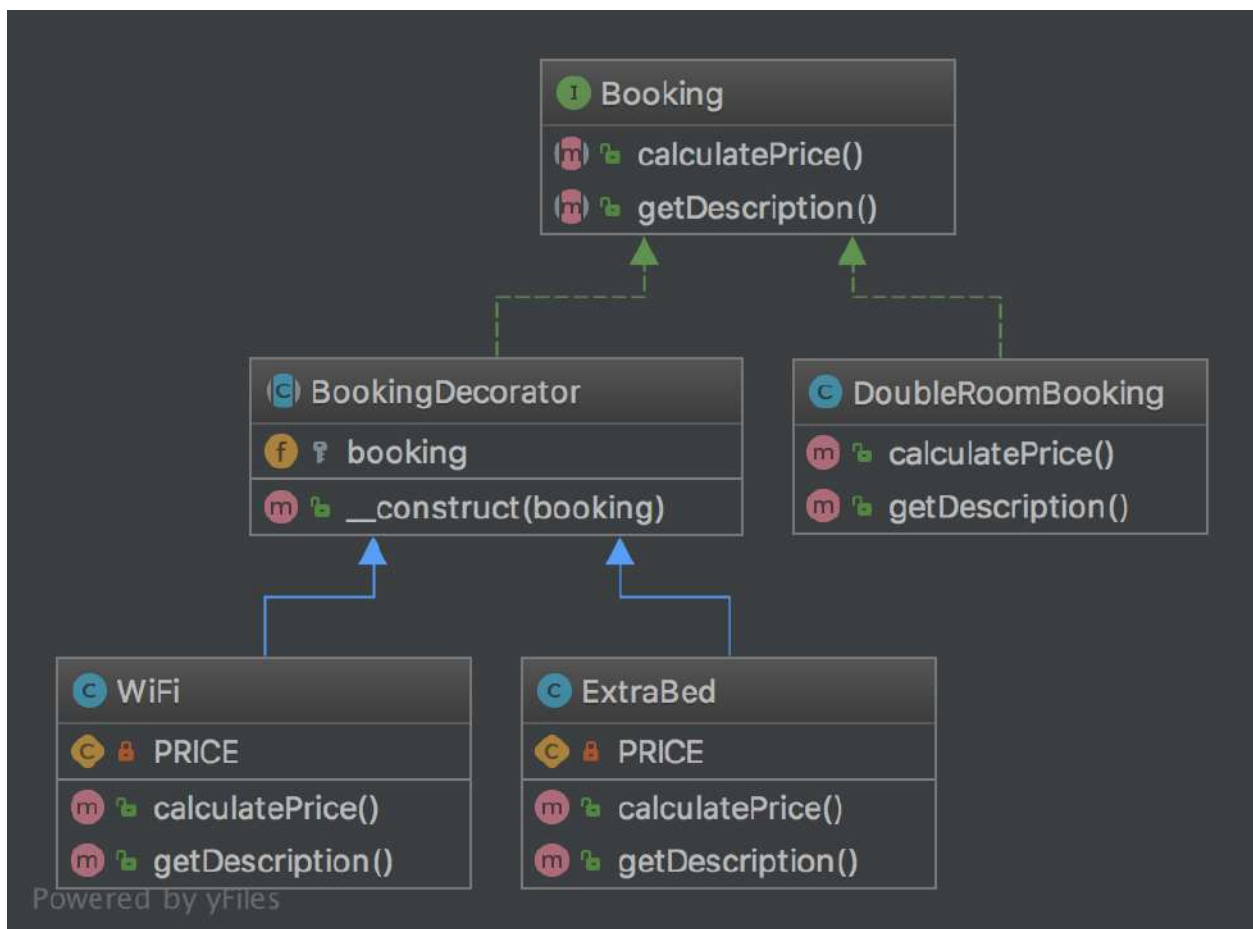 I Booking
m calculatePrice()
m getDescription()
C BookingDecorator
f booking
m __construct(booking)
C DoubleRoomBooking
m calculatePrice()
m getDescription()
C WiFi
C PRICE
m calculatePrice()
m getDescription()
C ExtraBed
C PRICE
m calculatePrice()
m getDescription()
Powered by yFiles